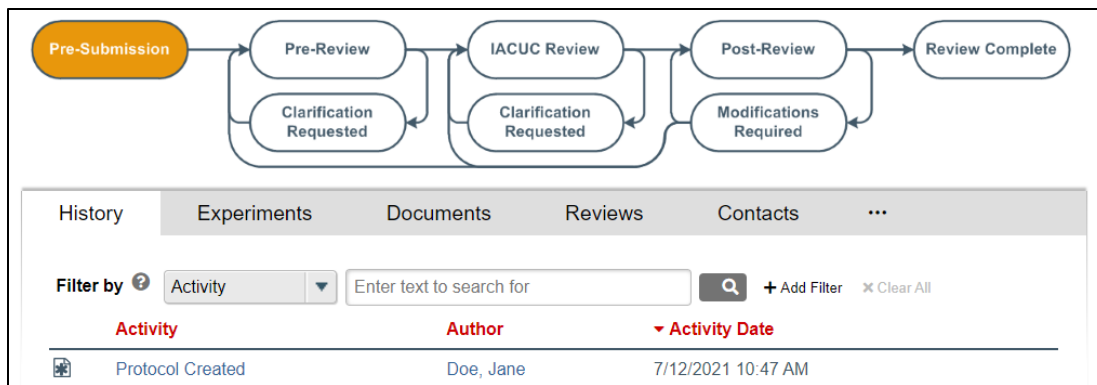 Pre-Submission
Pre-Review
IACUC Review
Post-Review
Review Complete
Clarification
Requested
Clarification
Requested
Modifications
Required
History Experiments Documents Reviews Contacts •••
Filter by ? Activity Enter text to search for + Add Filter × Clear All
Activity Author Activity Date
Protocol Created Doe, Jane 7/12/2021 10:47 AM